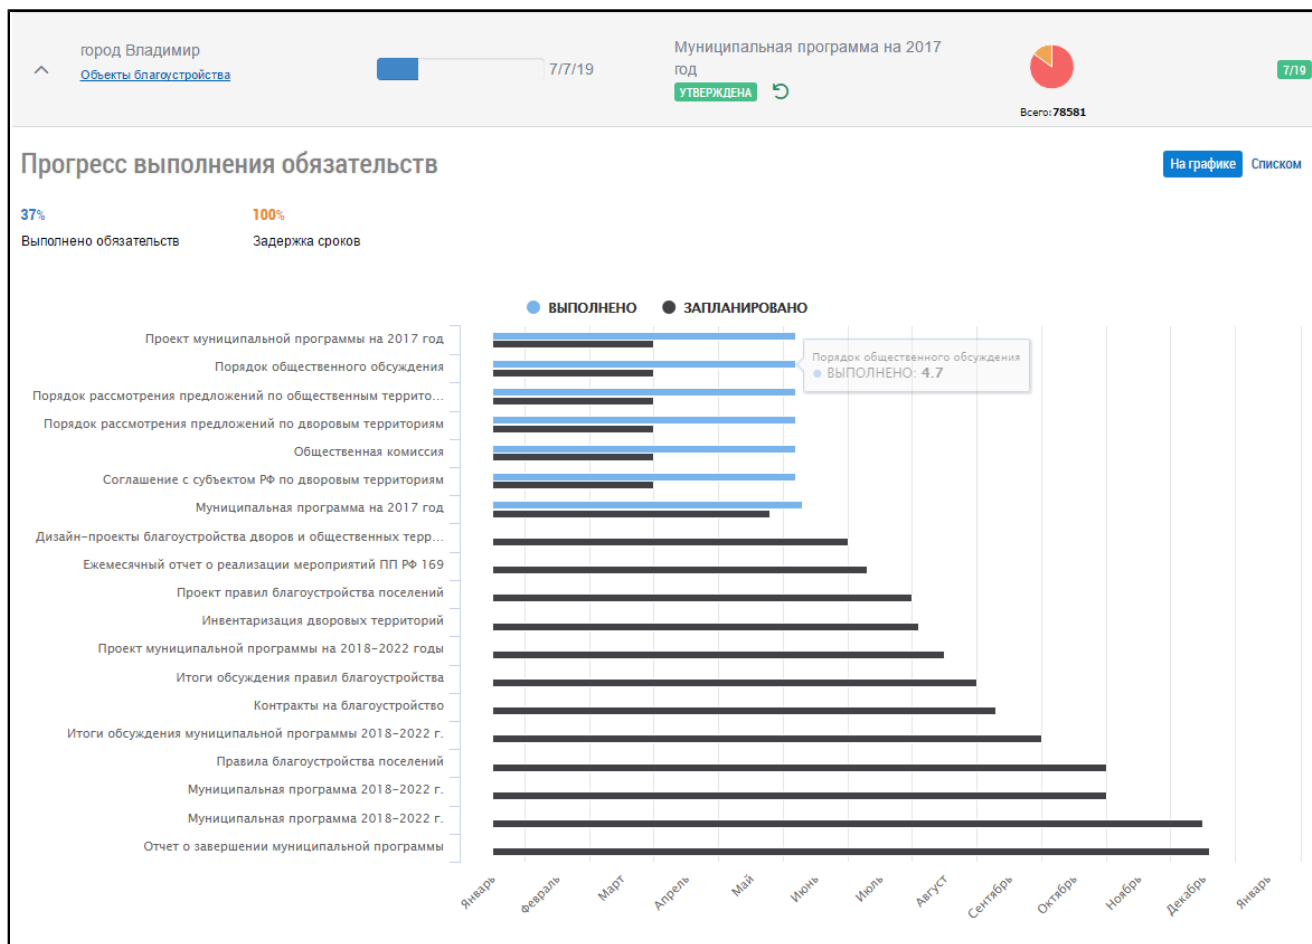 город Владимир
Объекты благоустройства
7/7/19
Муниципальная программа на 2017
год
УТВЕРЖДЕНА
Всего: 78581
7/19
Прогресс выполнения обязательств
На графике Списком
37% 100%
Выполнено обязательств Задержка сроков
ВЫПОЛНЕНО ЗАПЛАНИРОВАНО
Проект муниципальной программы на 2017 год
Порядок общественного обсуждения
Порядок общественного обсуждения
ВЫПОЛНЕНО: 4.7
Порядок рассмотрения предложений по общественным террито...
Порядок рассмотрения предложений по дворовым территориям
Общественная комиссия
Соглашение с субъектом РФ по дворовым территориям
Муниципальная программа на 2017 год
Дизайн-проекты благоустройства дворов и общественных терр...
Ежемесячный отчет о реализации мероприятий ПП РФ 169
Проект правил благоустройства поселений
Инвентаризация дворовых территорий
Проект муниципальной программы на 2018-2022 годы
Итоги обсуждения правил благоустройства
Контракты на благоустройство
Итоги обсуждения муниципальной программы 2018-2022 г.
Правила благоустройства поселений
Муниципальная программа 2018-2022 г.
Муниципальная программа 2018-2022 г.
Отчет о завершении муниципальной программы
Январь Февраль Март Апрель Май Июнь Июль Август Сентябрь Октябрь Ноябрь Декабрь Январь